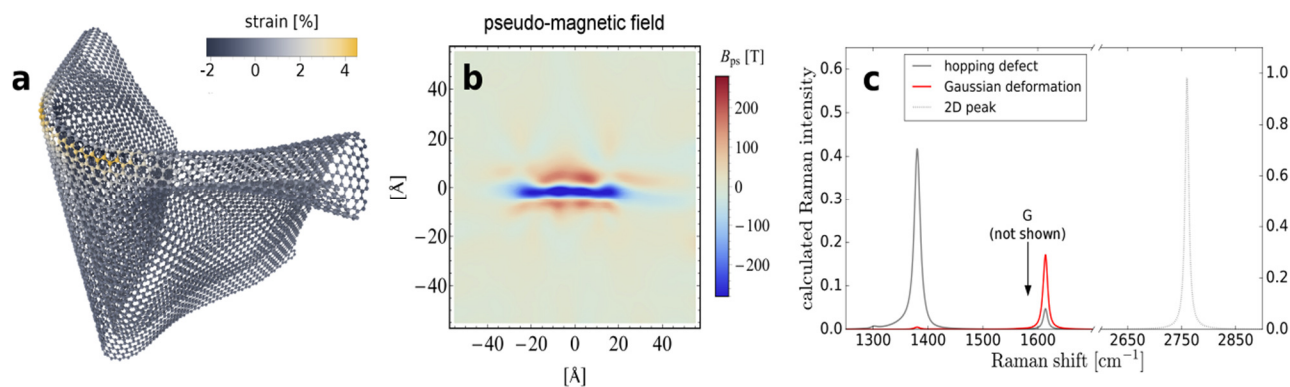 a
strain [%]
-2 0 2 4
pseudo-magnetic field
b
B_ps [T]
200
100
0
−100
−200
[Å]
40
20
0
−20
−40
−40 −20 0 20 40
[Å]
c
hopping defect
Gaussian deformation
2D peak
G
(not shown)
calculated Raman intensity
0.6
0.5
0.4
0.3
0.2
0.1
0.0
1.0
0.8
0.6
0.4
0.2
0.0
1300 1400 1500 1600 2650 2750 2850
Raman shift [cm⁻¹]